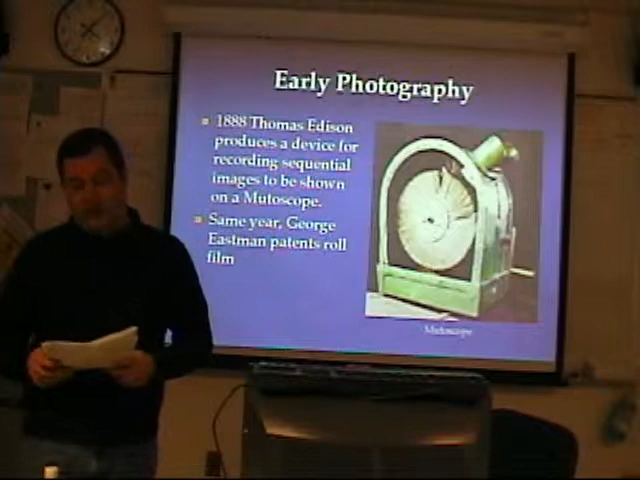 Early Photography
1888 Thomas Edison
produces a device for
recording sequential
images to be shown
on a Mutoscope.
Same year, George
Eastman patents roll
film
Mutoscope